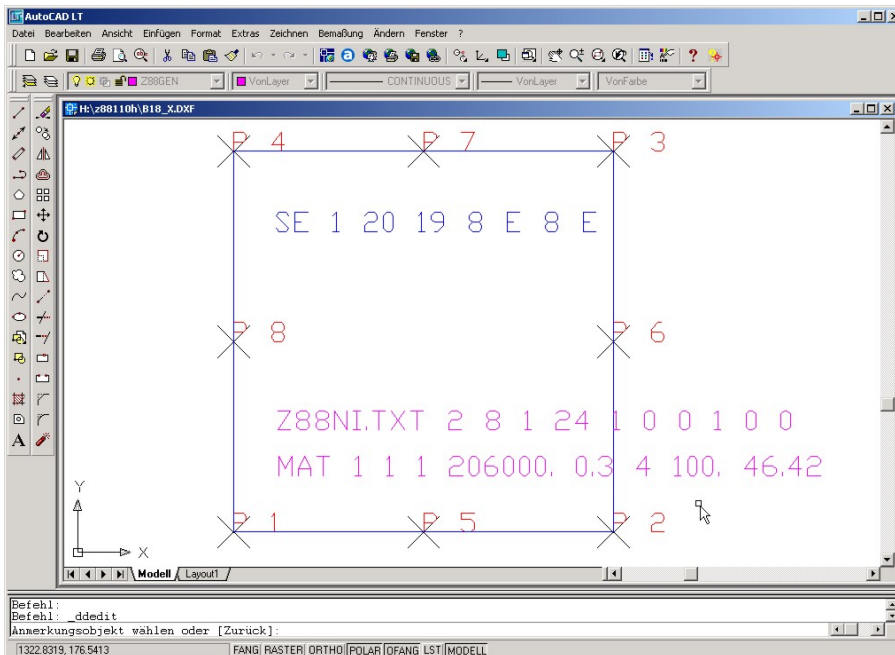 AutoCAD LT
Datei Bearbeiten Ansicht Einfügen Format Extras Zeichnen Bemaßung Ändern Fenster ?
Z88GEN VonLayer CONTINUOUS VonLayer VonFarbe
H:\z88110h\B18_X.DXF
P 4 P 7 P 3
SE 1 20 19 8 E 8 E
P 8 P 6
Z88NI.TXT 2 8 1 24 1 0 0 1 0 0
MAT 1 1 1 206000. 0.3 4 100. 46.42
Y
P 1 P 5 P 2
X
Modell Layout1
Befehl:
Befehl: _ddedit
Anmerkungsobjekt wählen oder [Zurück]:
1322.8319, 176.5413 FANG RASTER ORTHO POLAR OFANG LST MODELL